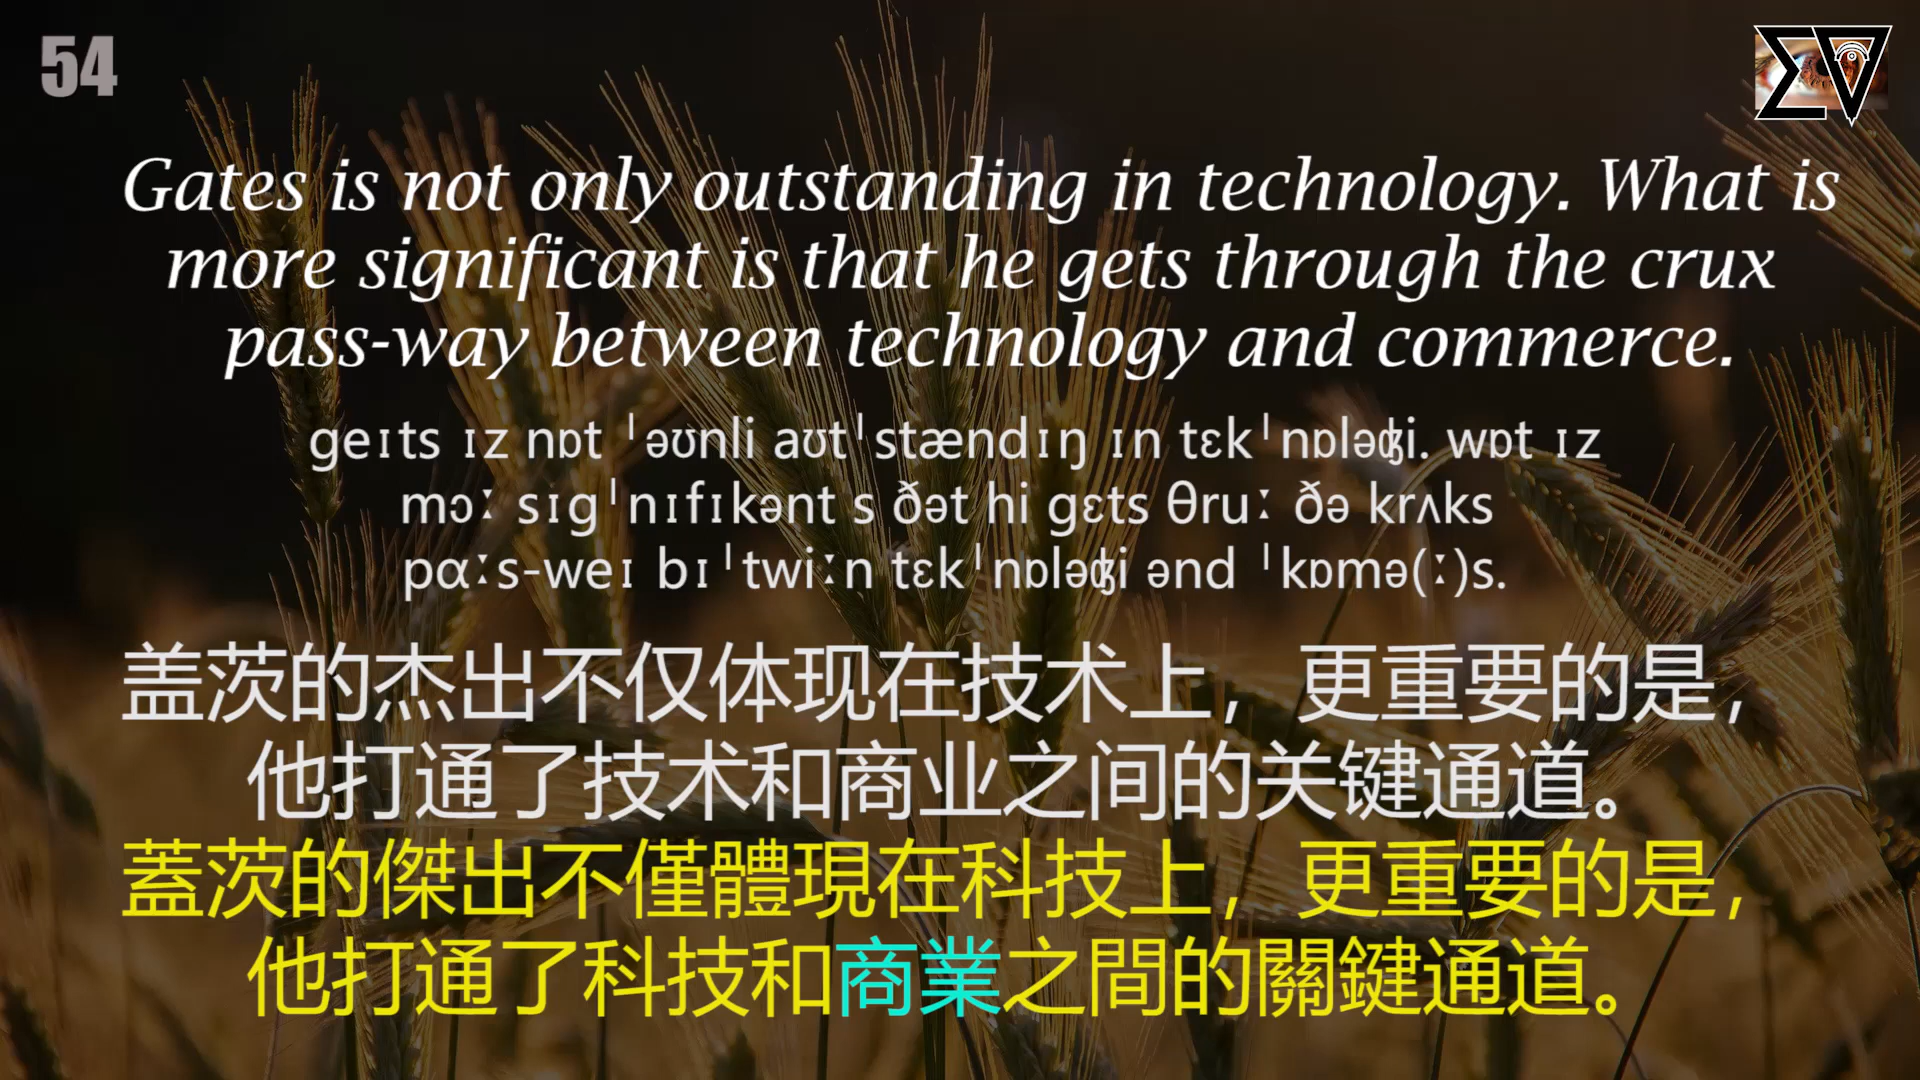 54
Gates is not only outstanding in technology. What is
more significant is that he gets through the crux
pass-way between technology and commerce.
geɪts ɪz nɒt ˈəʊnli aʊtˈstændɪŋ ɪn tɛkˈnɒləʤi. wɒt ɪz
mɔː sɪgˈnɪfɪkənt s ðət hi gɛts θruː ðə krʌks
pɑːs-weɪ bɪˈtwiːn tɛkˈnɒləʤi ənd ˈkɒmə(ː)s.
盖茨的杰出不仅体现在技术上，更重要的是，
他打通了技术和商业之间的关键通道。
蓋茨的傑出不僅體現在科技上，更重要的是，
他打通了科技和商業之間的關鍵通道。